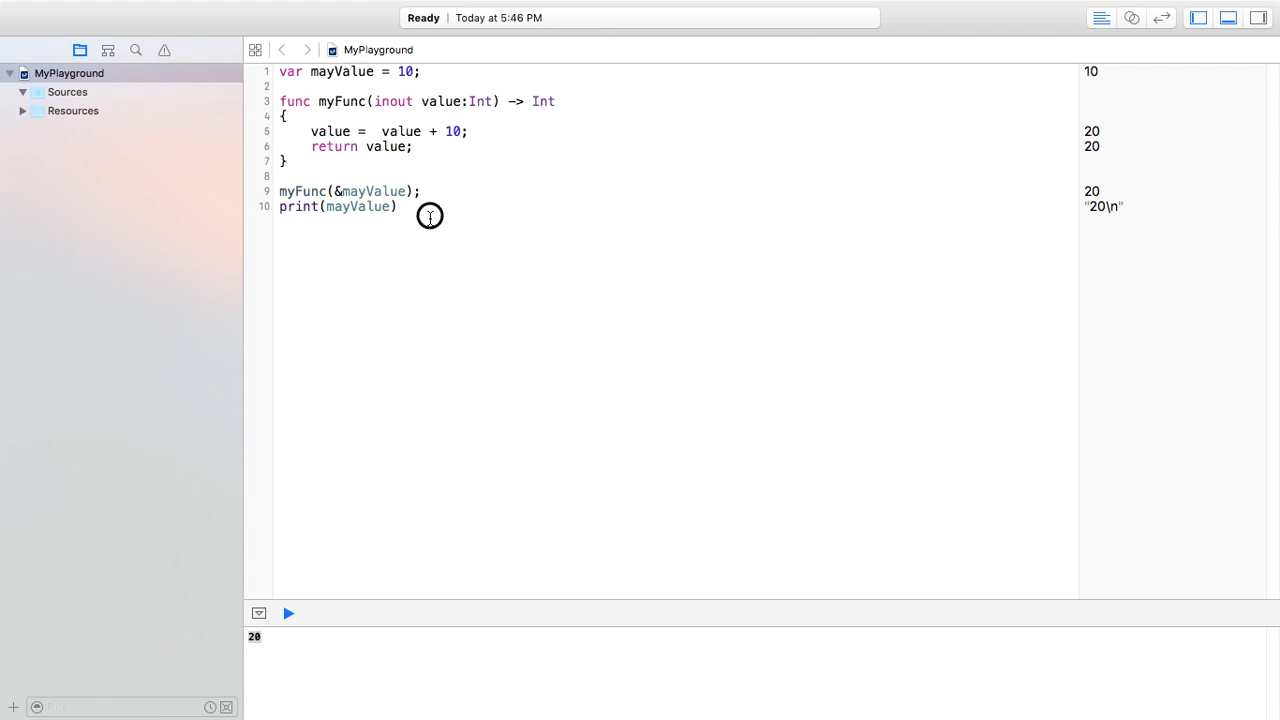 Ready | Today at 5:46 PM
MyPlayground
MyPlayground
Sources
Resources
1 var mayValue = 10; 10
2
3 func myFunc(inout value:Int) -> Int
4 {
5 value =  value + 10; 20
6 return value; 20
7 }
8
9 myFunc(&mayValue); 20
10 print(mayValue) "20\n"
20